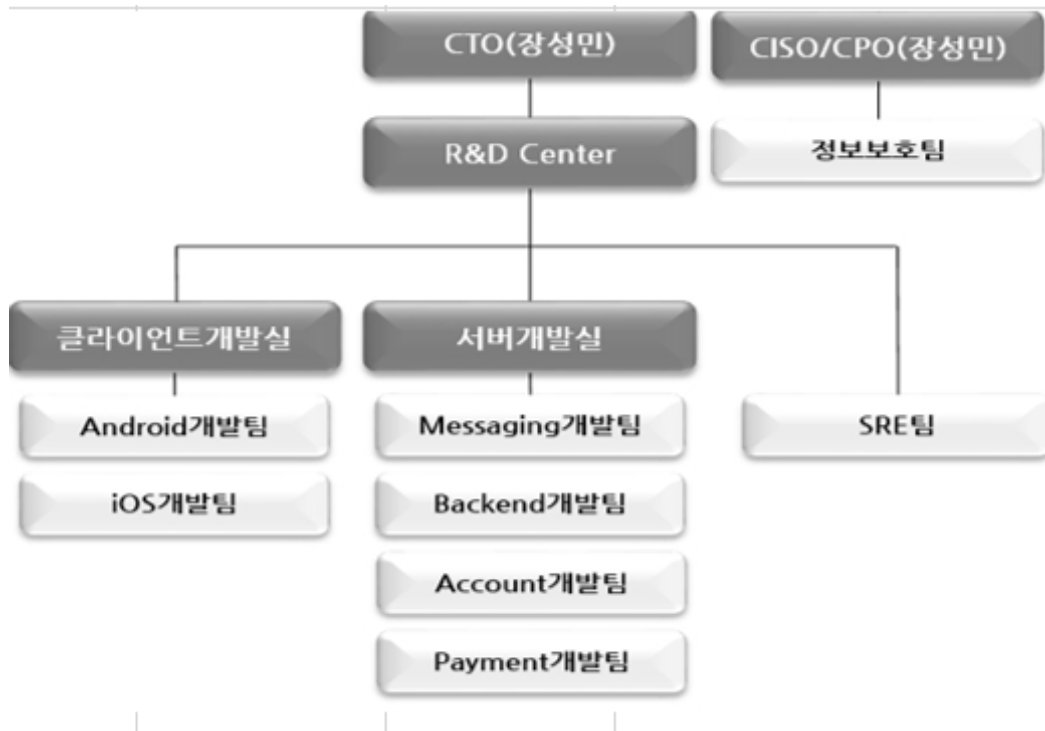 CTO(장성민)
CISO/CPO(장성민)
R&D Center
정보보호팀
클라이언트개발실
서버개발실
Android개발팀
Messaging개발팀
SRE팀
iOS개발팀
Backend개발팀
Account개발팀
Payment개발팀